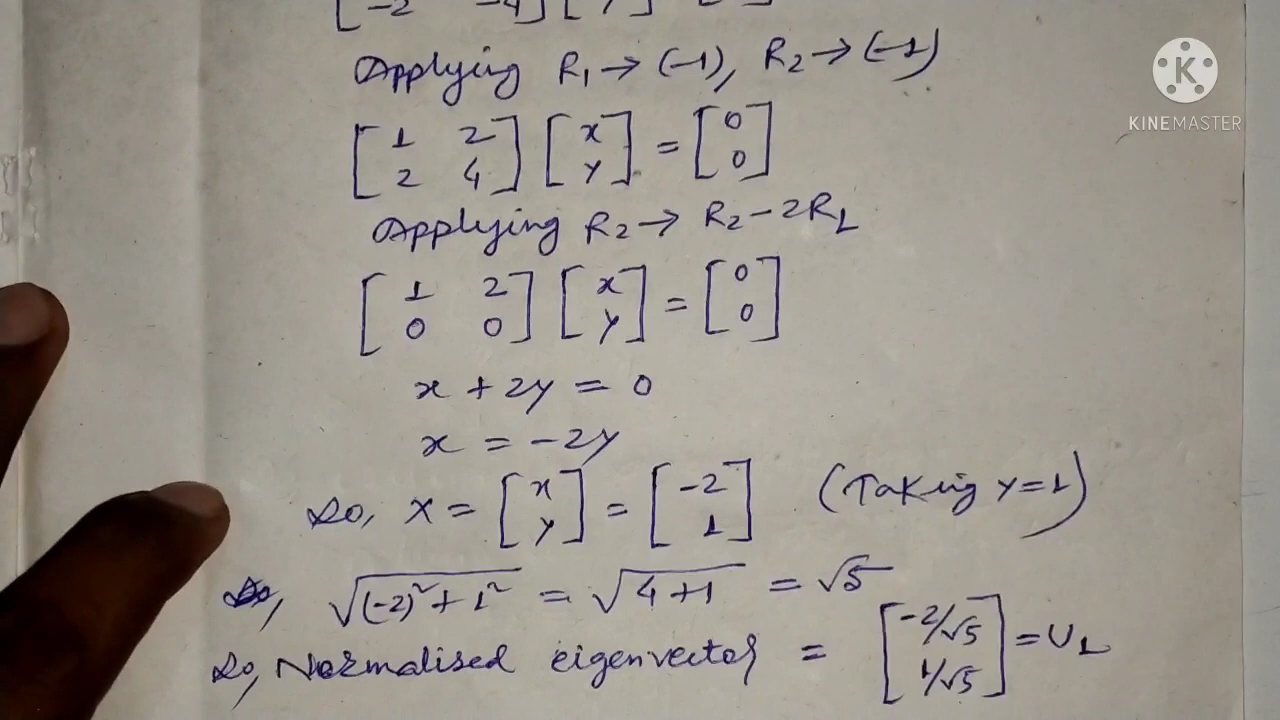 [ -2 -4 ] [ y ] [ ]
Applying R₁ → (-1), R₂ → (-1)
[ 1 2 ; 2 4 ] [ x ; y ] = [ 0 ; 0 ]
KINEMASTER
Applying R₂ → R₂ - 2R₁
[ 1 2 ; 0 0 ] [ x ; y ] = [ 0 ; 0 ]
x + 2y = 0
x = -2y
So, X = [ x ; y ] = [ -2 ; 1 ] (Taking y=1)
So, √((-2)² + 1²) = √(4+1) = √5
So, Normalised eigenvector = [ -2/√5 ; 1/√5 ] = U₁